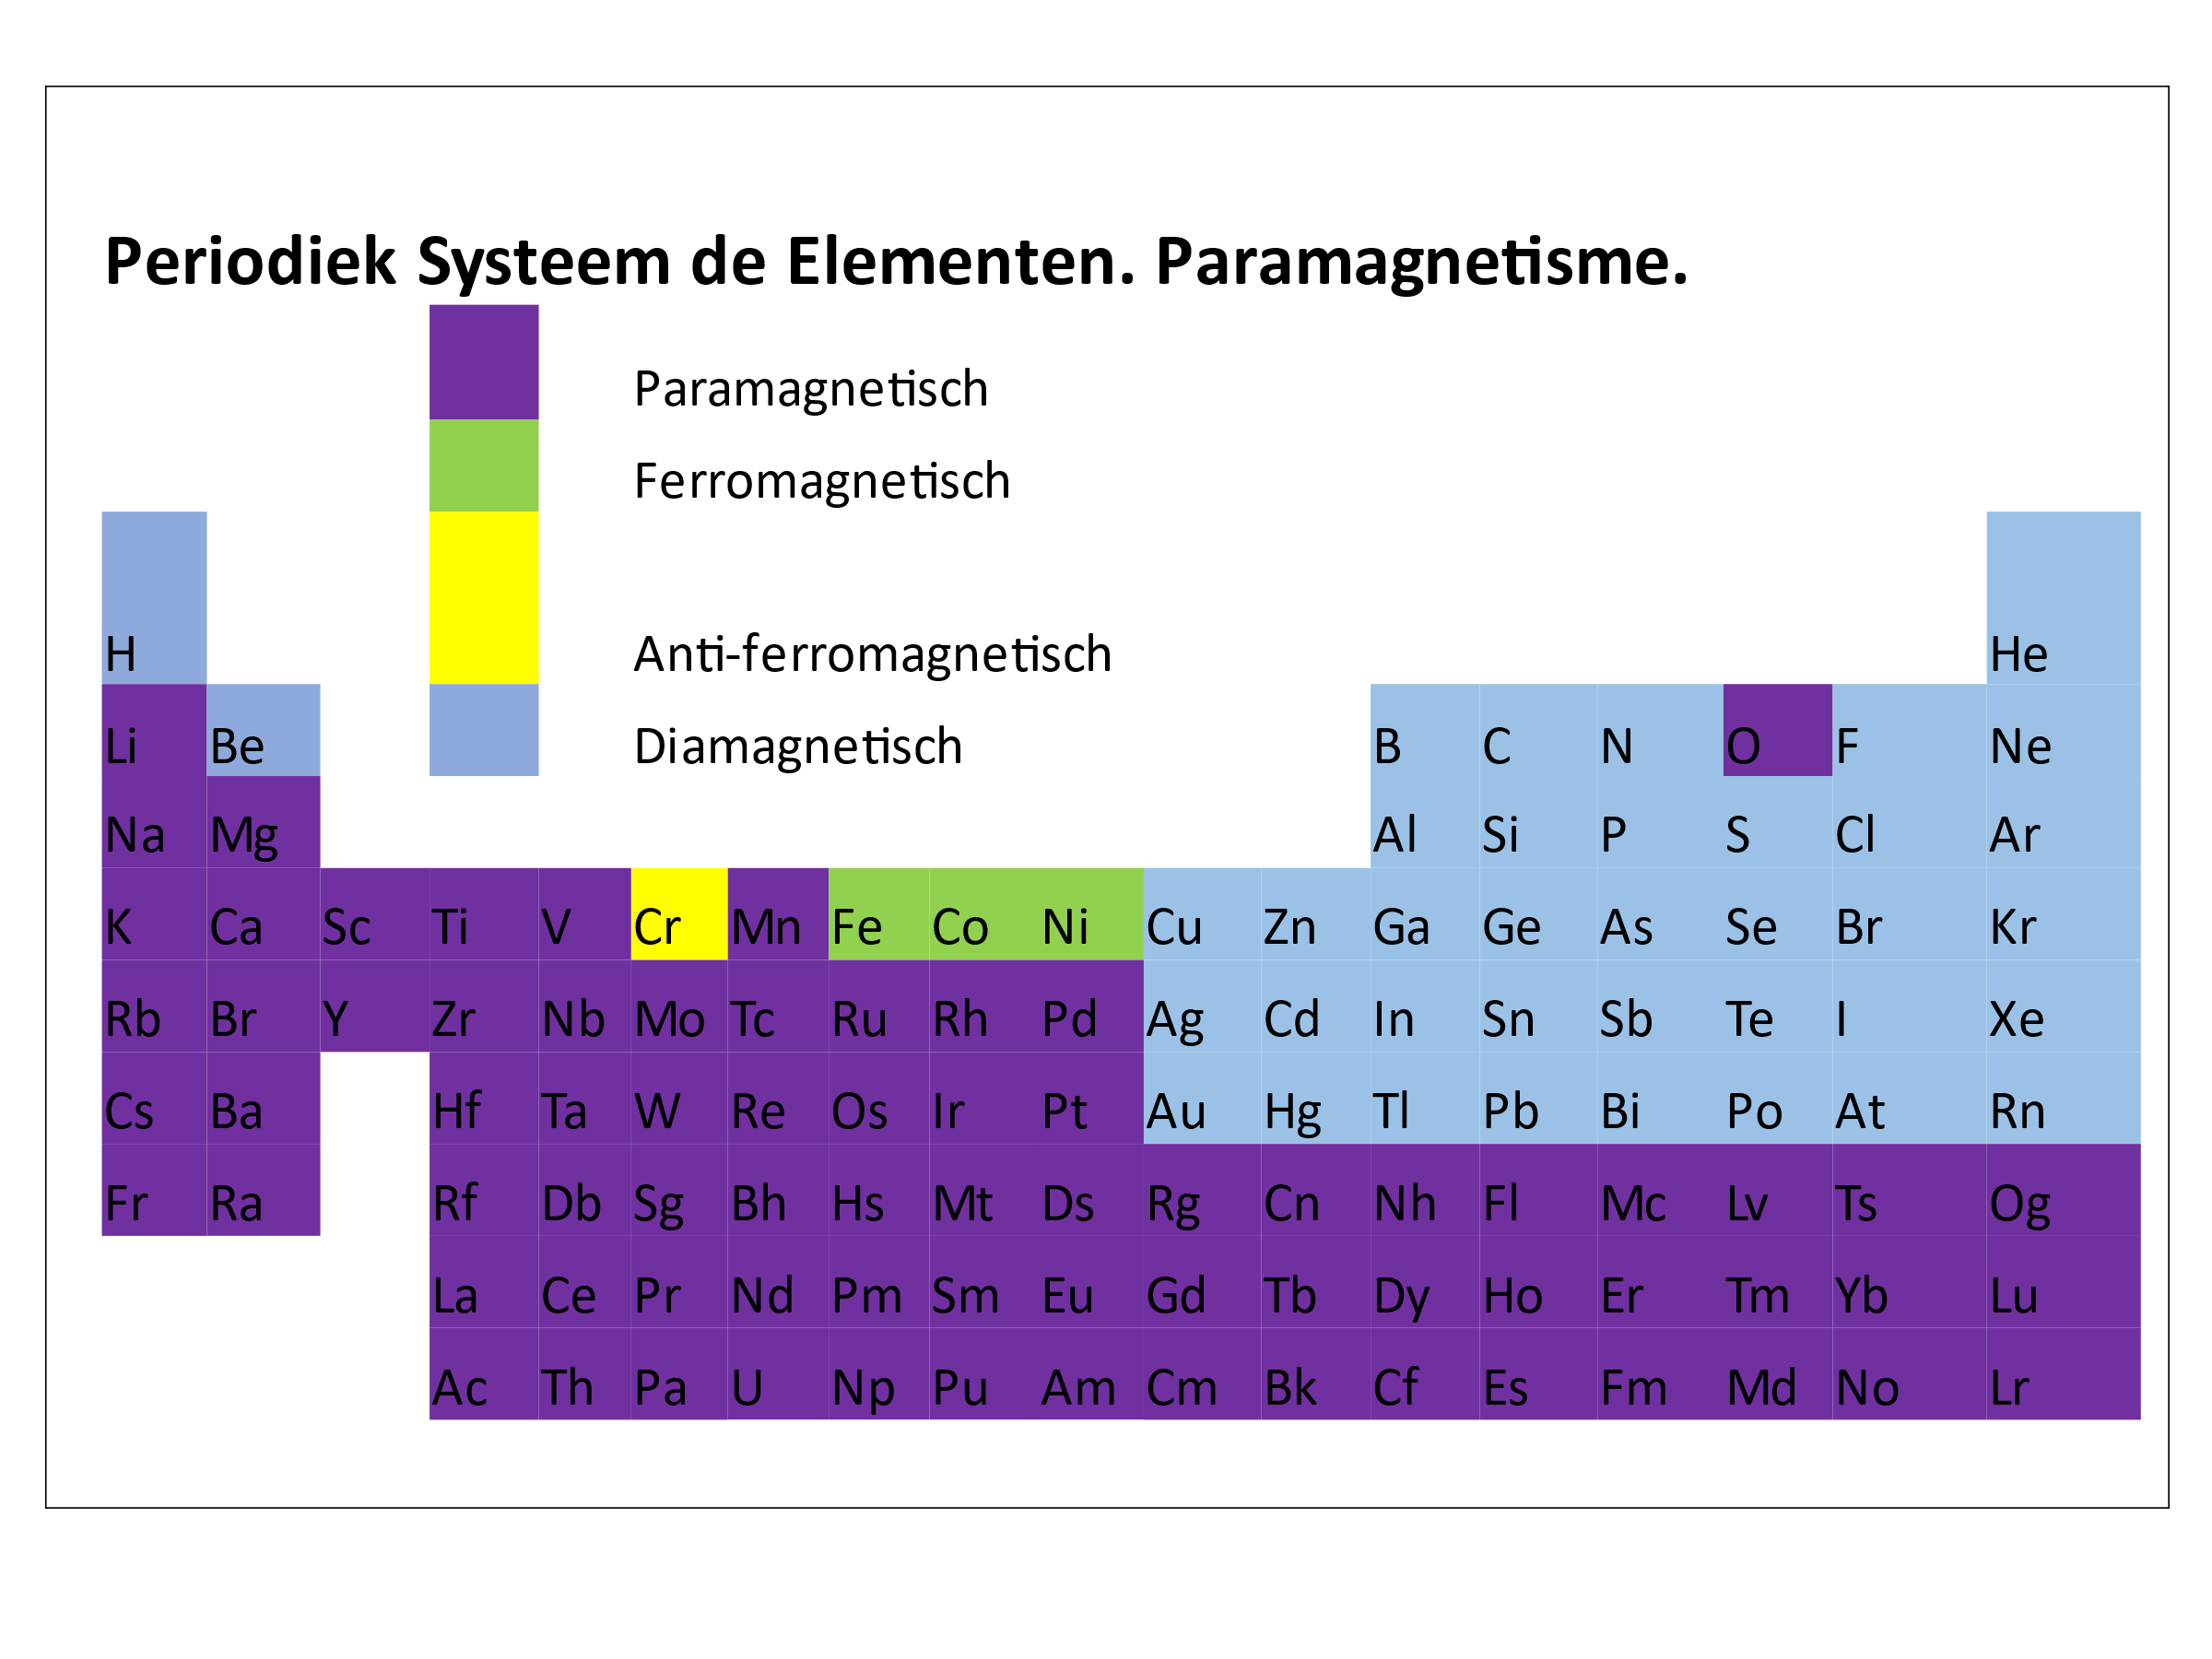 Periodiek Systeem de Elementen. Paramagnetisme.
Paramagnetisch
Ferromagnetisch
H Anti-ferromagnetisch He
Li Be Diamagnetisch B C N O F Ne
Na Mg Al Si P S Cl Ar
K Ca Sc Ti V Cr Mn Fe Co Ni Cu Zn Ga Ge As Se Br Kr
Rb Br Y Zr Nb Mo Tc Ru Rh Pd Ag Cd In Sn Sb Te I Xe
Cs Ba Hf Ta W Re Os Ir Pt Au Hg Tl Pb Bi Po At Rn
Fr Ra Rf Db Sg Bh Hs Mt Ds Rg Cn Nh Fl Mc Lv Ts Og
La Ce Pr Nd Pm Sm Eu Gd Tb Dy Ho Er Tm Yb Lu
Ac Th Pa U Np Pu Am Cm Bk Cf Es Fm Md No Lr